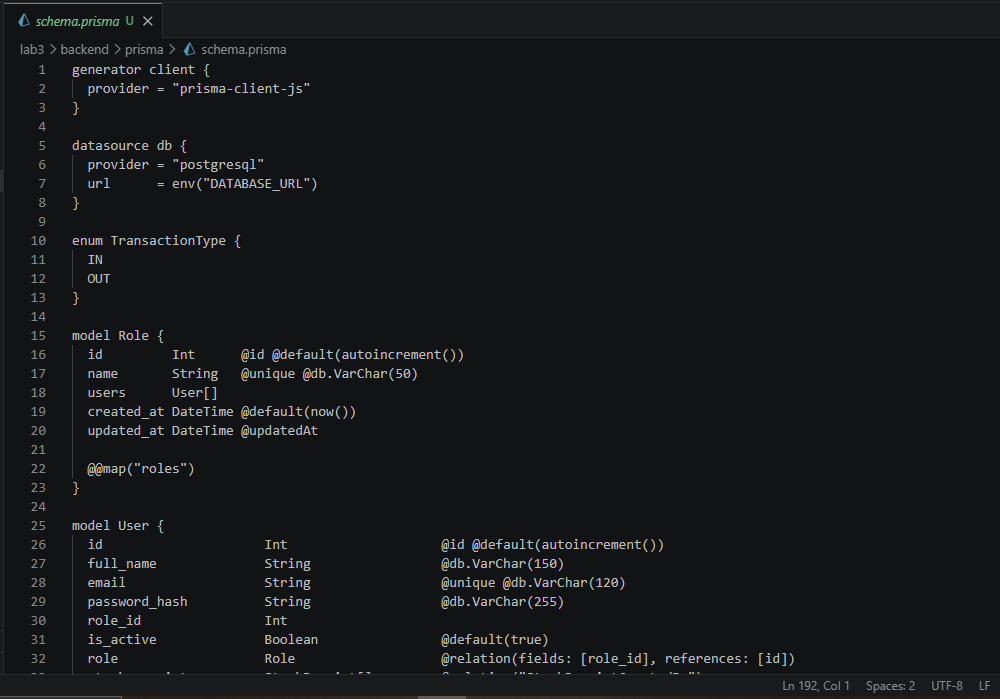 schema.prisma U
lab3 > backend > prisma > schema.prisma
1 generator client {
2   provider = "prisma-client-js"
3 }
4
5 datasource db {
6   provider = "postgresql"
7   url      = env("DATABASE_URL")
8 }
9
10 enum TransactionType {
11   IN
12   OUT
13 }
14
15 model Role {
16   id         Int      @id @default(autoincrement())
17   name       String   @unique @db.VarChar(50)
18   users      User[]
19   created_at DateTime @default(now())
20   updated_at DateTime @updatedAt
21
22   @@map("roles")
23 }
24
25 model User {
26   id                     Int                    @id @default(autoincrement())
27   full_name              String                 @db.VarChar(150)
28   email                  String                 @unique @db.VarChar(120)
29   password_hash          String                 @db.VarChar(255)
30   role_id                Int
31   is_active              Boolean                @default(true)
32   role                   Role                   @relation(fields: [role_id], references: [id])
Ln 192, Col 1 Spaces: 2 UTF-8 LF